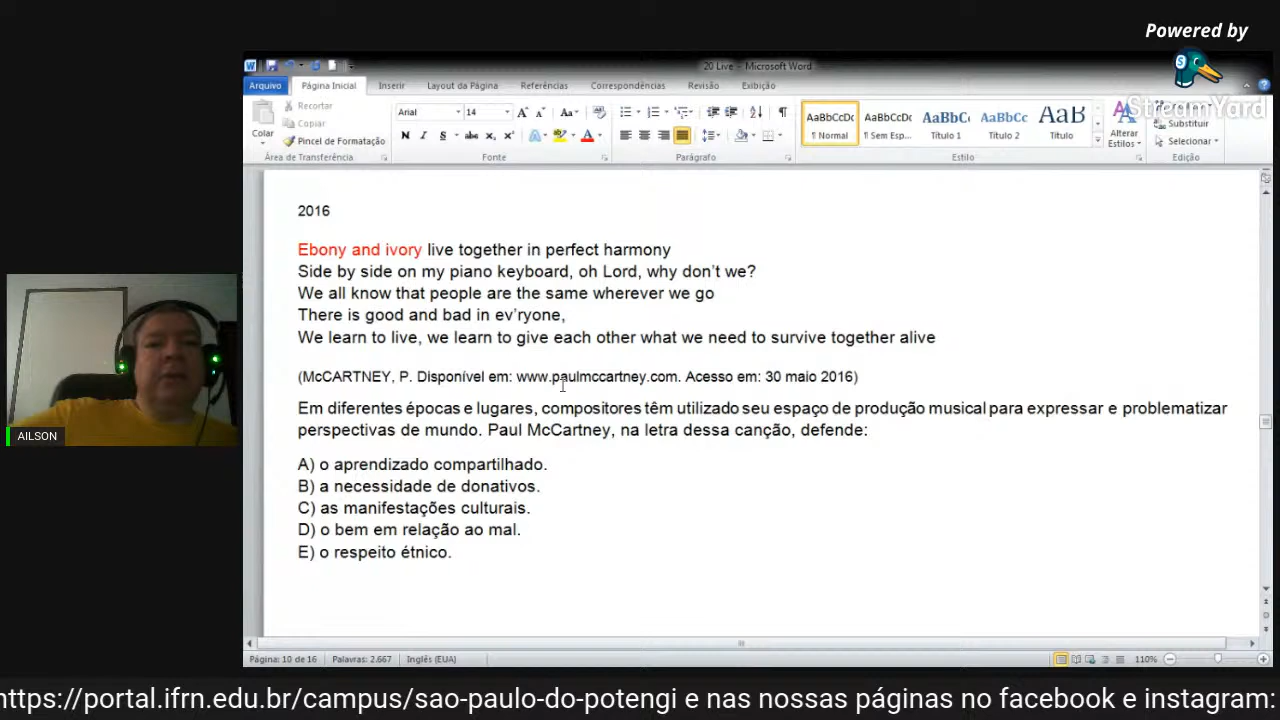 Powered by
StreamYard
20 Live - Microsoft Word
Arquivo Página Inicial Inserir Layout da Página Referências Correspondências Revisão Exibição
Colar
Recortar
Copiar
Pincel de Formatação
Área de Transferência
Arial 14
Fonte
Parágrafo
AaBbCcDc AaBbCcDc AaBbC AaBbCc AaB
¶ Normal ¶ Sem Esp... Título 1 Título 2 Título
Alterar
Estilos
Estilo
Substituir
Selecionar
Edição
2016
Ebony and ivory live together in perfect harmony
Side by side on my piano keyboard, oh Lord, why don't we?
We all know that people are the same wherever we go
There is good and bad in ev'ryone,
We learn to live, we learn to give each other what we need to survive together alive
(McCARTNEY, P. Disponível em: www.paulmccartney.com. Acesso em: 30 maio 2016)
Em diferentes épocas e lugares, compositores têm utilizado seu espaço de produção musical para expressar e problematizar
perspectivas de mundo. Paul McCartney, na letra dessa canção, defende:
A) o aprendizado compartilhado.
B) a necessidade de donativos.
C) as manifestações culturais.
D) o bem em relação ao mal.
E) o respeito étnico.
AILSON
Página: 10 de 16 Palavras: 2.667 Inglês (EUA) 110%
https://portal.ifrn.edu.br/campus/sao-paulo-do-potengi e nas nossas páginas no facebook e instagram: